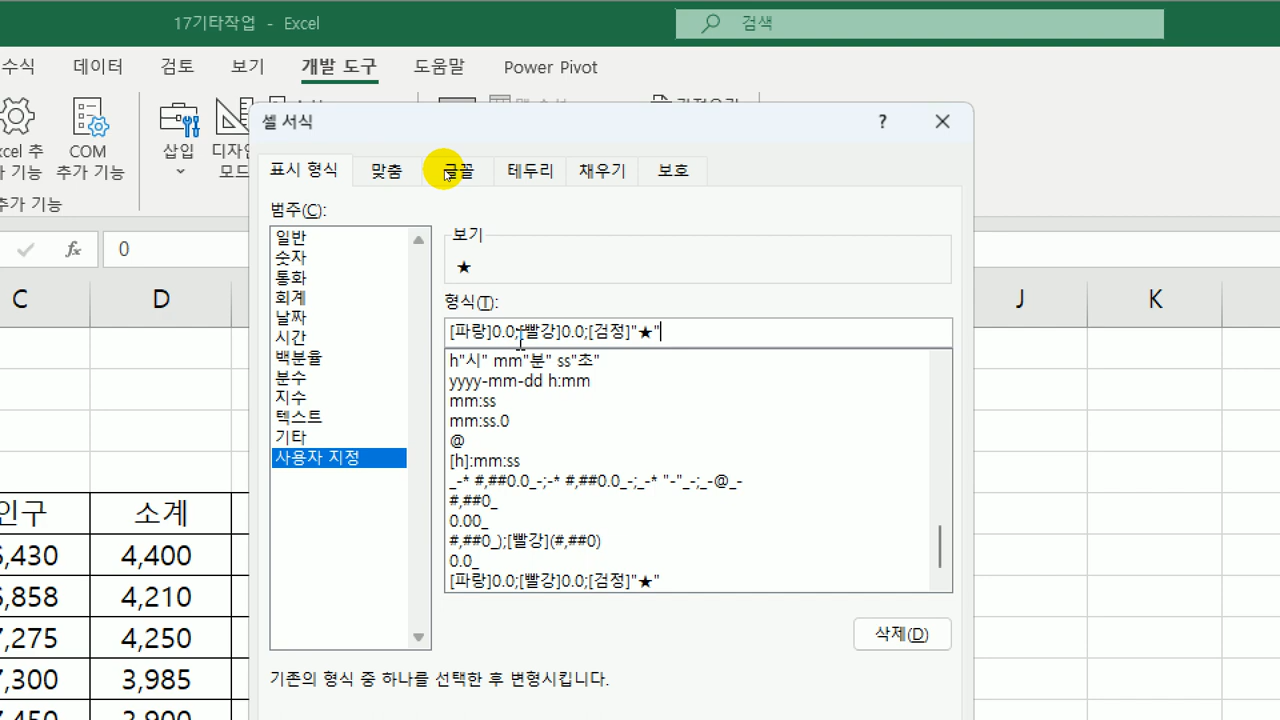 17기타작업 - Excel
검색
수식 데이터 검토 보기 개발 도구 도움말 Power Pivot
추
기능
COM
추가 기능
삽입
디자인
모드
추가 기능
셀 서식
?
표시 형식 맞춤 글꼴 테두리 채우기 보호
범주(C):
일반
숫자
통화
회계
날짜
시간
백분율
분수
지수
텍스트
기타
사용자 지정
보기
★
형식(T):
[파랑]0.0;[빨강]0.0;[검정]"★"
h"시" mm"분" ss"초"
yyyy-mm-dd h:mm
mm:ss
mm:ss.0
@
[h]:mm:ss
_-* #,##0.0_-;-* #,##0.0_-;_-* "-"_-;_-@_-
#,##0_
0.00_
#,##0_);[빨강](#,##0)
0.0_
[파랑]0.0;[빨강]0.0;[검정]"★"
삭제(D)
기존의 형식 중 하나를 선택한 후 변형시킵니다.
fx 0
C D J K
인구 소계
,430 4,400
,858 4,210
,275 4,250
,300 3,985
,450 3,900